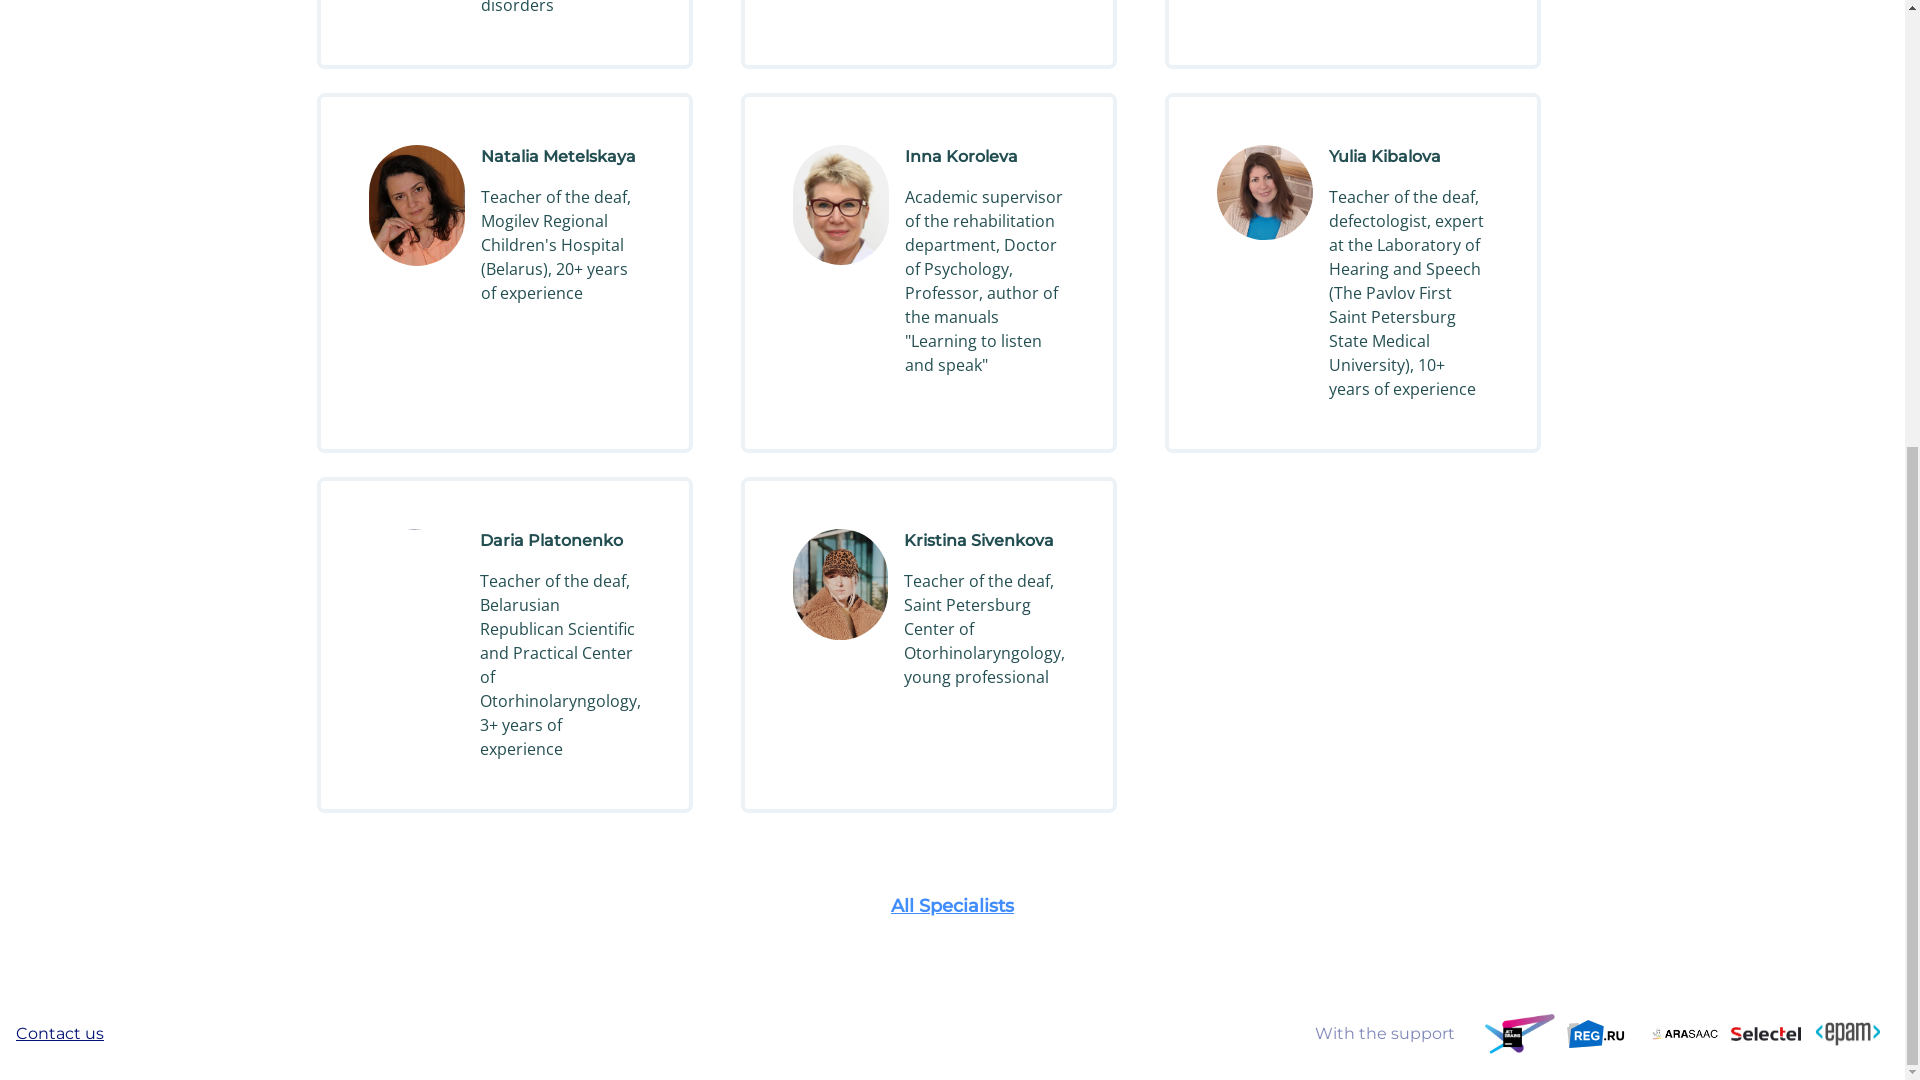 disorders
Natalia Metelskaya
Teacher of the deaf,
Mogilev Regional
Children's Hospital
(Belarus), 20+ years
of experience
Inna Koroleva
Academic supervisor
of the rehabilitation
department, Doctor
of Psychology,
Professor, author of
the manuals
"Learning to listen
and speak"
Yulia Kibalova
Teacher of the deaf,
defectologist, expert
at the Laboratory of
Hearing and Speech
(The Pavlov First
Saint Petersburg
State Medical
University), 10+
years of experience
Daria Platonenko
Teacher of the deaf,
Belarusian
Republican Scientific
and Practical Center
of
Otorhinolaryngology,
3+ years of
experience
Kristina Sivenkova
Teacher of the deaf,
Saint Petersburg
Center of
Otorhinolaryngology,
young professional
All Specialists
Contact us
With the support
JET
BRAINS
REG.RU
ARASAAC
Selectel
<epam>